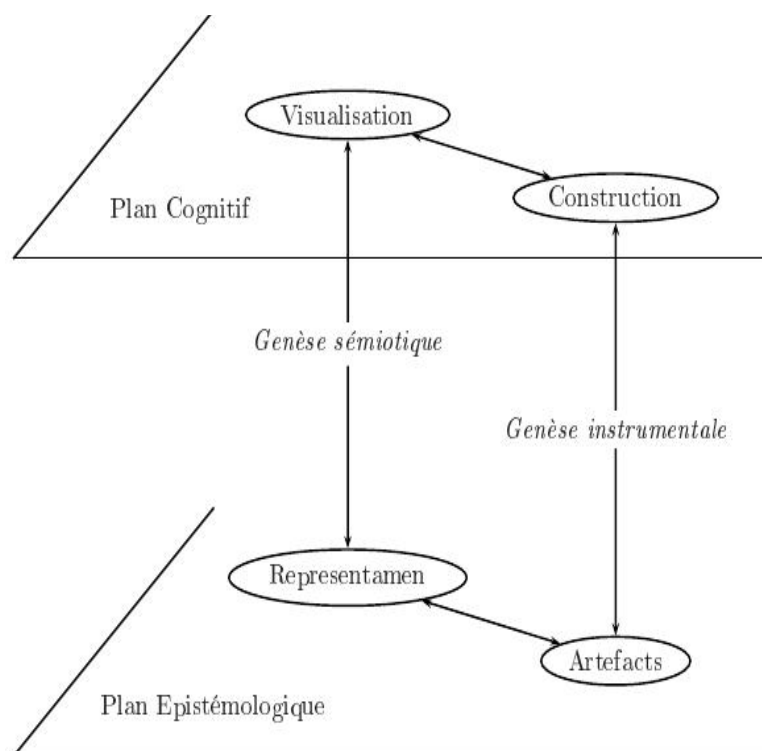 Visualisation
Construction
Plan Cognitif
Genèse sémiotique
Genèse instrumentale
Representamen
Artefacts
Plan Epistémologique